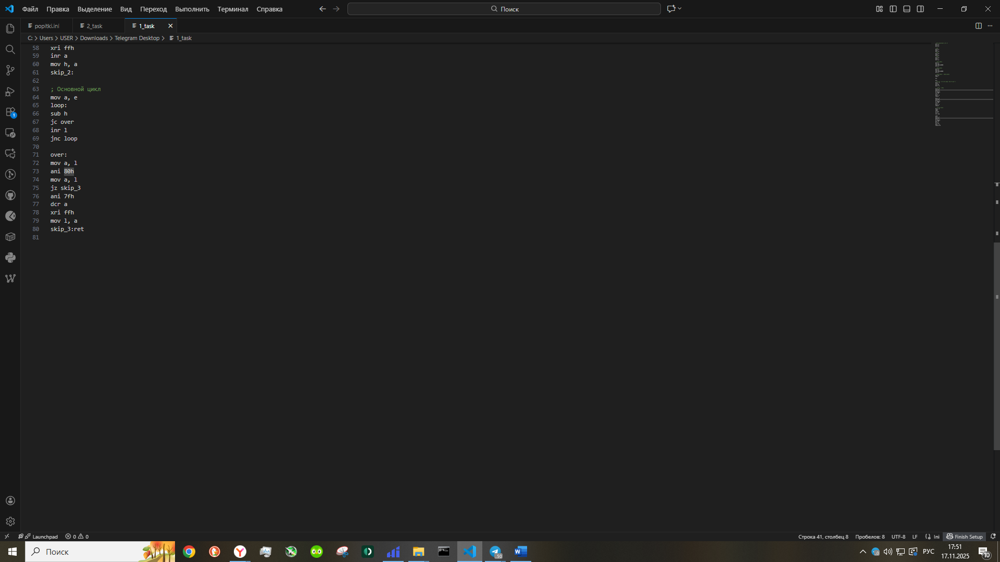 Файл Правка Выделение Вид Переход Выполнить Терминал Справка
Поиск
popitki.ini 2_task 1_task
C: > Users > USER > Downloads > Telegram Desktop > 1_task
58 xri ffh
59 inr a
60 mov h, a
61 skip_2:
62
63 ; Основной цикл
64 mov a, e
65 loop:
66 sub h
67 jc over
68 inr l
69 jnc loop
70
71 over:
72 mov a, l
73 ani 80h
74 mov a, l
75 jz skip_3
76 ani 7fh
77 dcr a
78 xri ffh
79 mov l, a
80 skip_3:ret
81
1
Launchpad 0 0
Строка 41, столбец 8 Пробелов: 8 UTF-8 LF Ini Finish Setup
Поиск
.50
РУС
17:51
17.11.2025
10